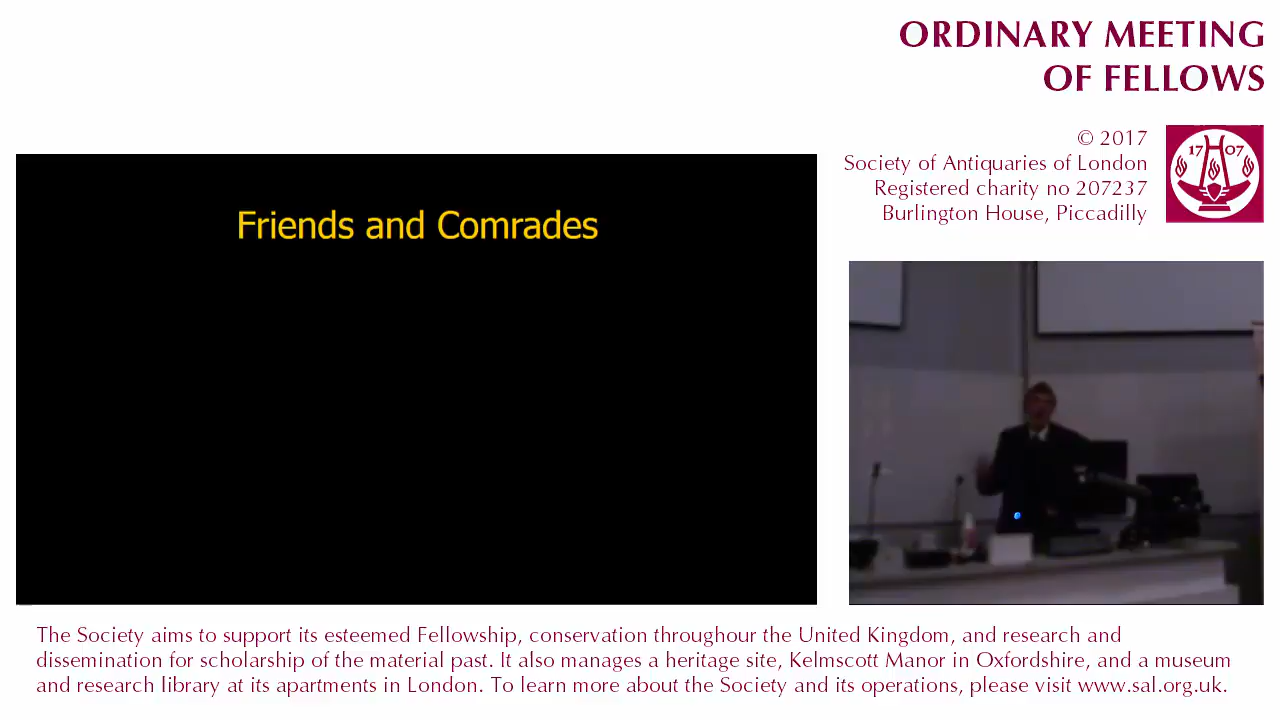 ORDINARY MEETING
OF FELLOWS
© 2017
Society of Antiquaries of London
Registered charity no 207237
Burlington House, Piccadilly
17 07
Friends and Comrades
The Society aims to support its esteemed Fellowship, conservation throughour the United Kingdom, and research and
dissemination for scholarship of the material past. It also manages a heritage site, Kelmscott Manor in Oxfordshire, and a museum
and research library at its apartments in London. To learn more about the Society and its operations, please visit www.sal.org.uk.